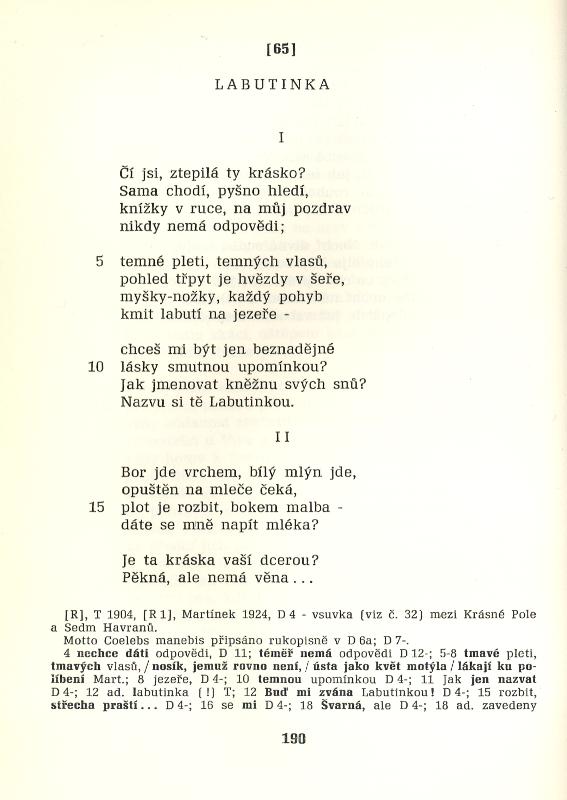 [65]
LABUTINKA
I
Čí jsi, ztepilá ty krásko?
Sama chodí, pyšno hledí,
knížky v ruce, na můj pozdrav
nikdy nemá odpovědi;
5 temné pleti, temných vlasů,
pohled třpyt je hvězdy v šeře,
myšky-nožky, každý pohyb
kmit labutí na jezeře -
chceš mi být jen beznadějné
10 lásky smutnou upomínkou?
Jak jmenovat kněžnu svých snů?
Nazvu si tě Labutinkou.
II
Bor jde vrchem, bílý mlýn jde,
opuštěn na mleče čeká,
15 plot je rozbit, bokem malba -
dáte se mně napít mléka?
Je ta kráska vaší dcerou?
Pěkná, ale nemá věna...
[R], T 1904, [R 1], Martínek 1924, D 4 - vsuvka (viz č. 32) mezi Krásné Pole
a Sedm Havranů.
Motto Coelebs manebis připsáno rukopisně v D 6a; D 7-.
4 nechce dáti odpovědi, D 11; téměř nemá odpovědi D 12-; 5-8 tmavé pleti,
tmavých vlasů, / nosík, jemuž rovno není, / ústa jako květ motýla / lákají ku po-
líbení Mart.; 8 jezeře, D 4-; 10 temnou upomínkou D 4-; 11 Jak jen nazvat
D 4-; 12 ad. labutinka (!) T; 12 Buď mi zvána Labutinkou! D 4-; 15 rozbit,
střecha praští... D 4-; 16 se mi D 4-; 18 Švarná, ale D 4-; 18 ad. zavedeny
190